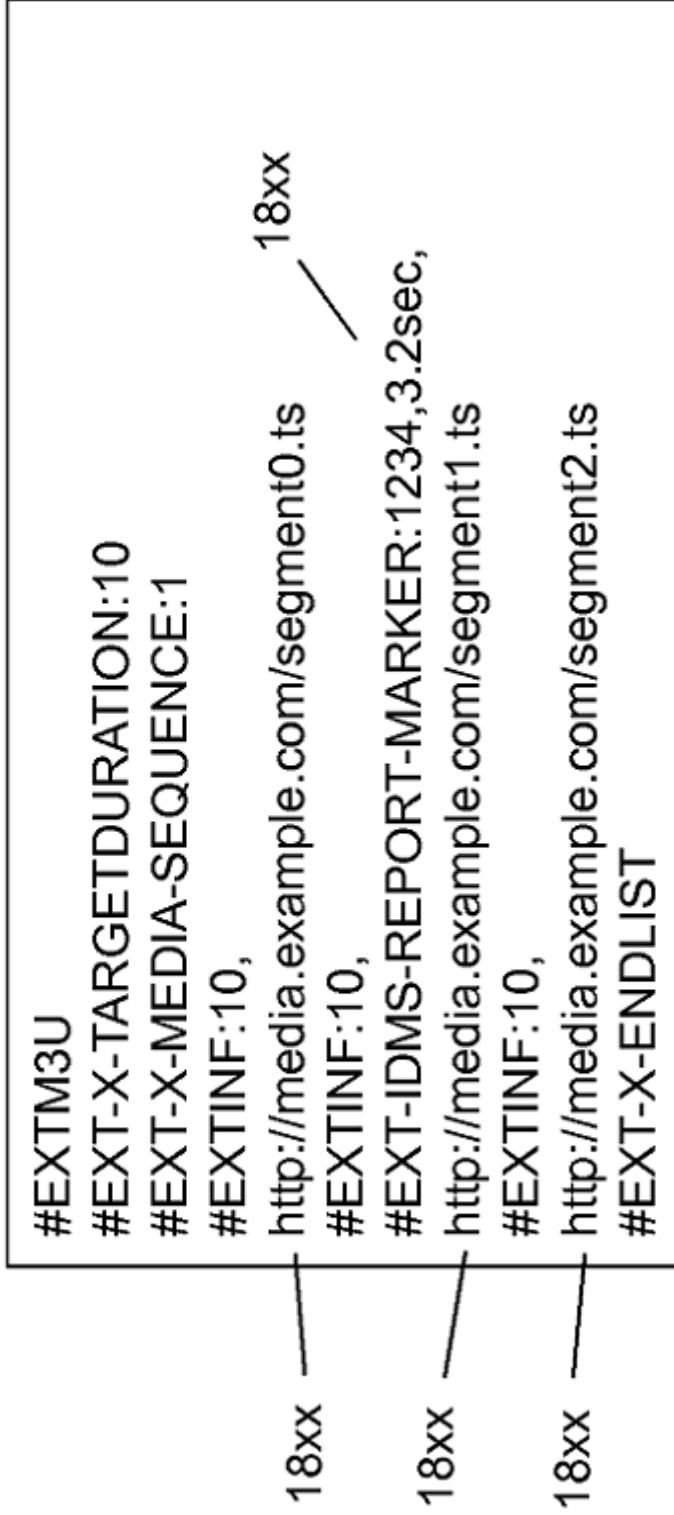 #EXTM3U
#EXT-X-TARGETDURATION:10
#EXT-X-MEDIA-SEQUENCE:1
#EXTINF:10,
http://media.example.com/segment0.ts
#EXTINF:10,
#EXT-IDMS-REPORT-MARKER:1234,3.2sec,
http://media.example.com/segment1.ts
#EXTINF:10,
http://media.example.com/segment2.ts
#EXT-X-ENDLIST
18xx
18xx
18xx
18xx